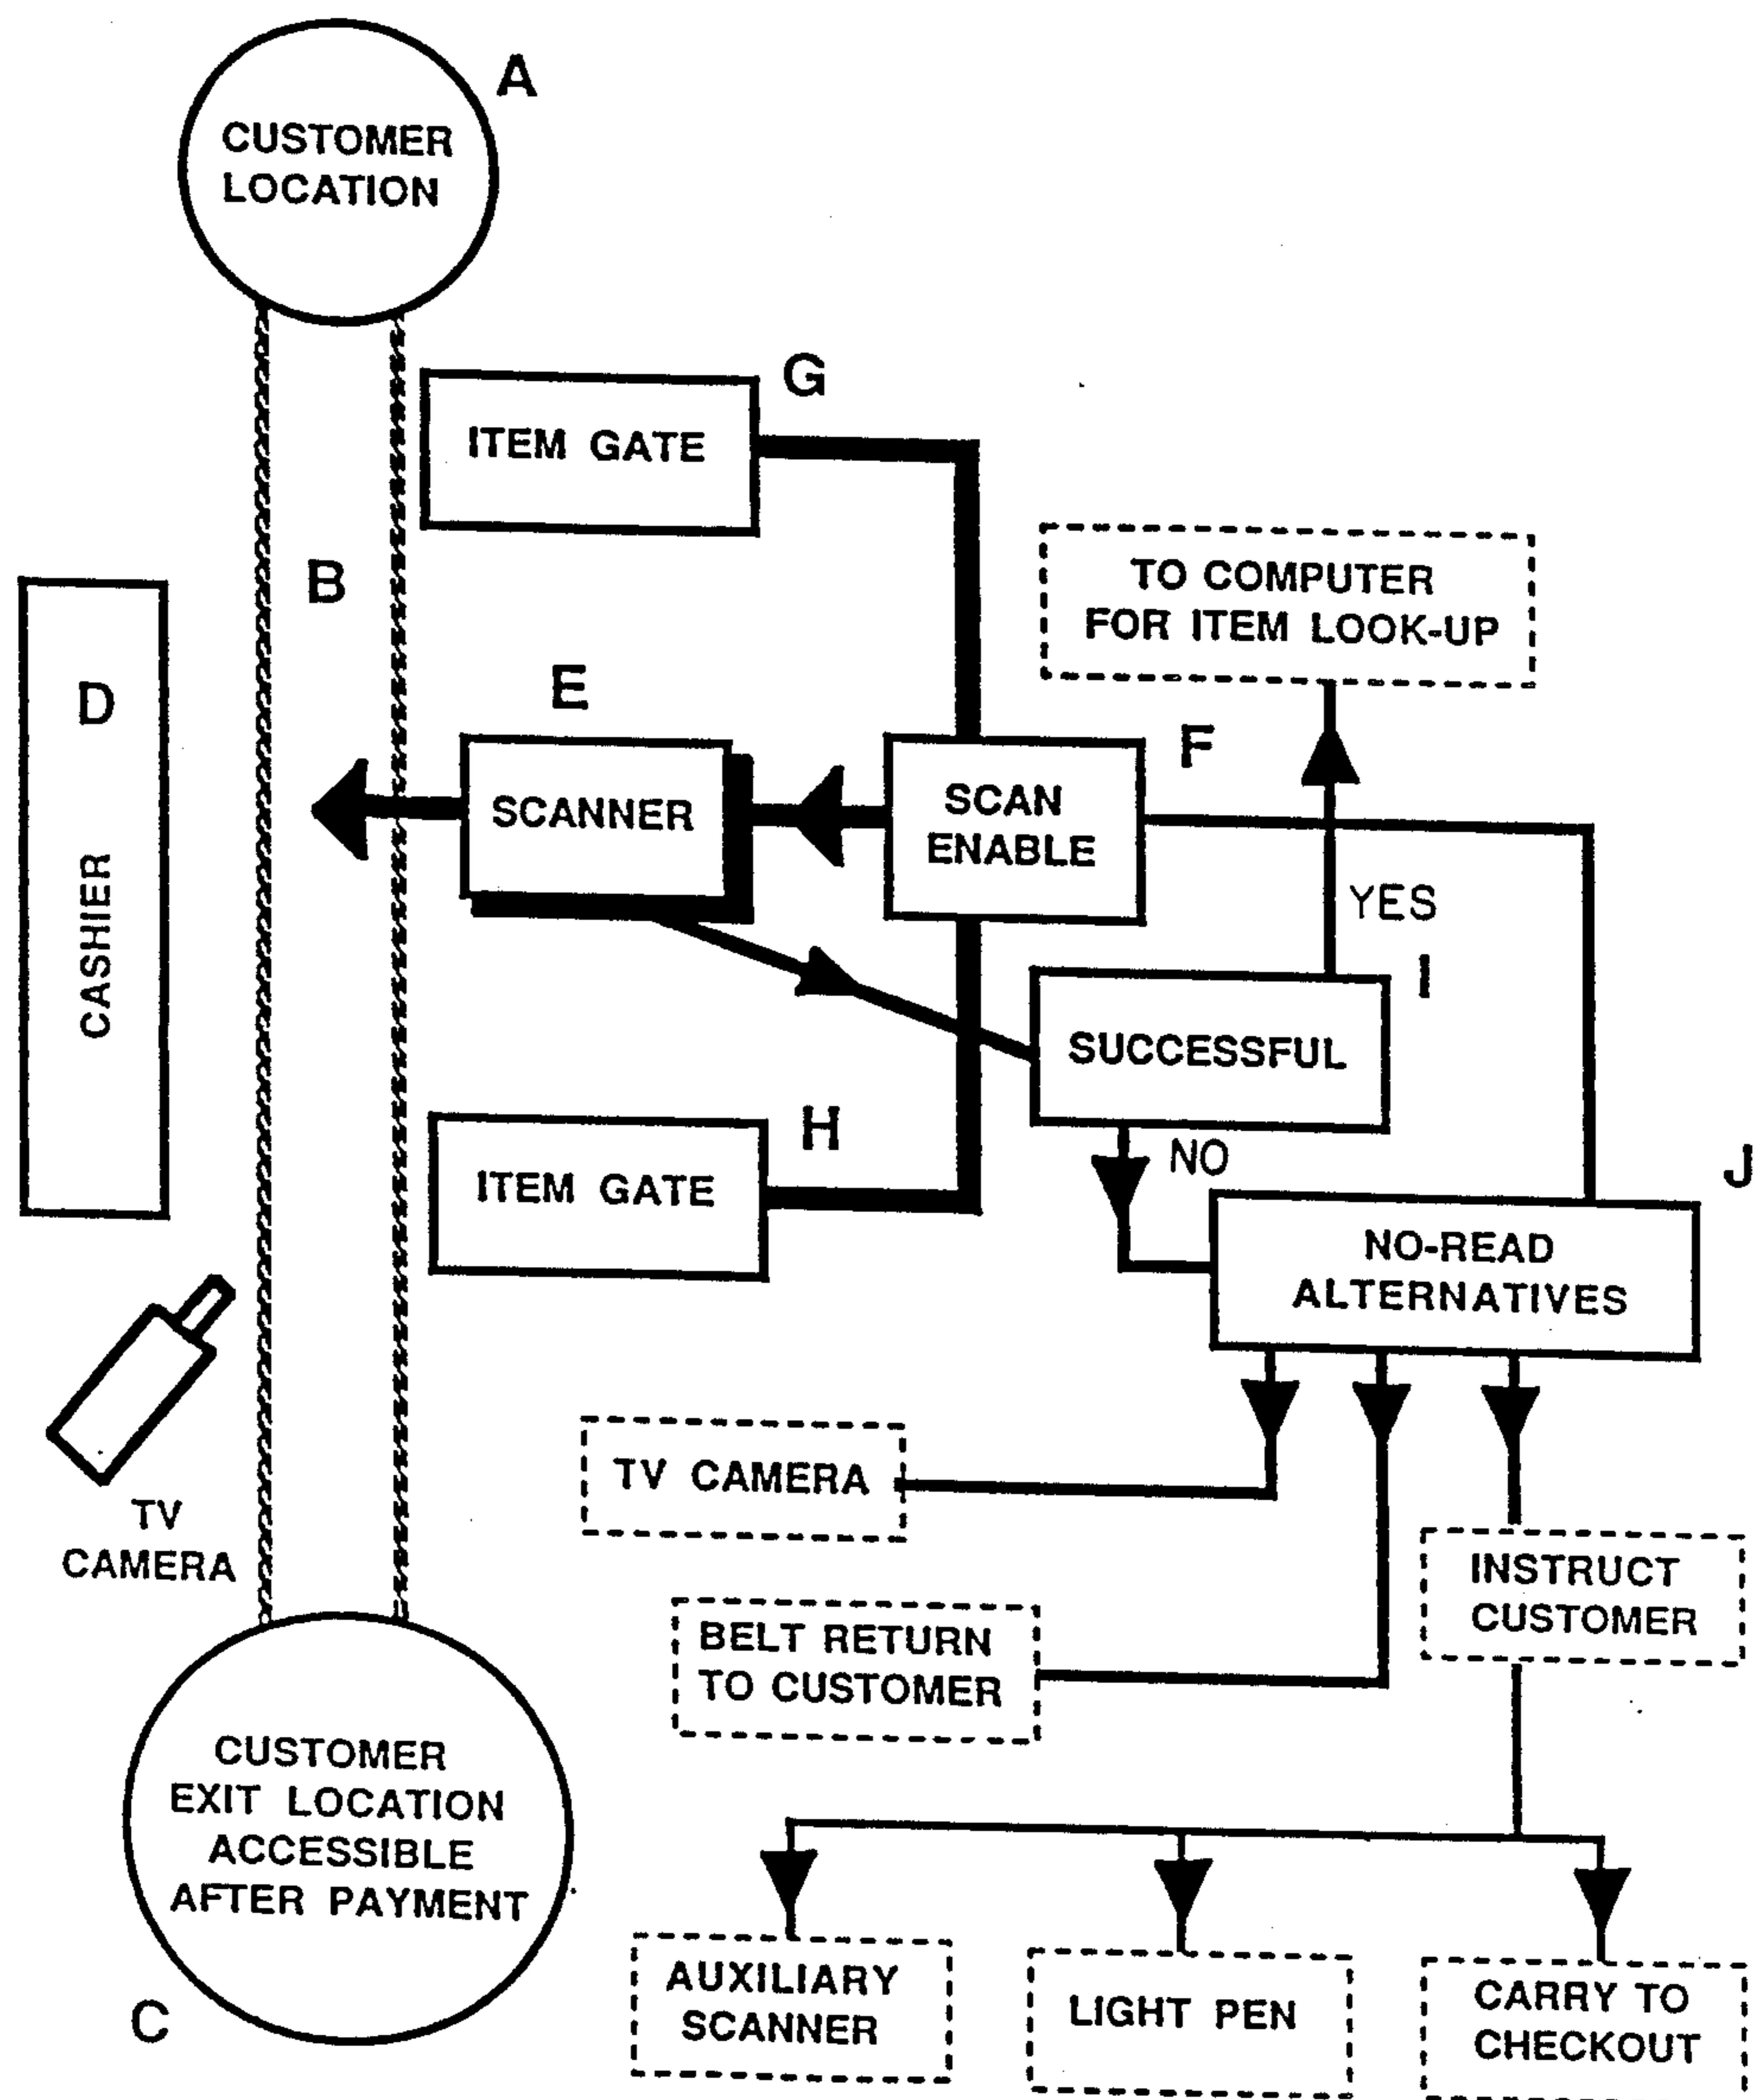 A
CUSTOMER
LOCATION
G
ITEM GATE
B
TO COMPUTER
FOR ITEM LOOK-UP
D
CASHIER
E
SCANNER
F
SCAN
ENABLE
YES
I
SUCCESSFUL
H
ITEM GATE
NO
J
NO-READ
ALTERNATIVES
TV
CAMERA
TV CAMERA
INSTRUCT
CUSTOMER
BELT RETURN
TO CUSTOMER
CUSTOMER
EXIT LOCATION
ACCESSIBLE
AFTER PAYMENT
C
AUXILIARY
SCANNER
LIGHT PEN
CARRY TO
CHECKOUT